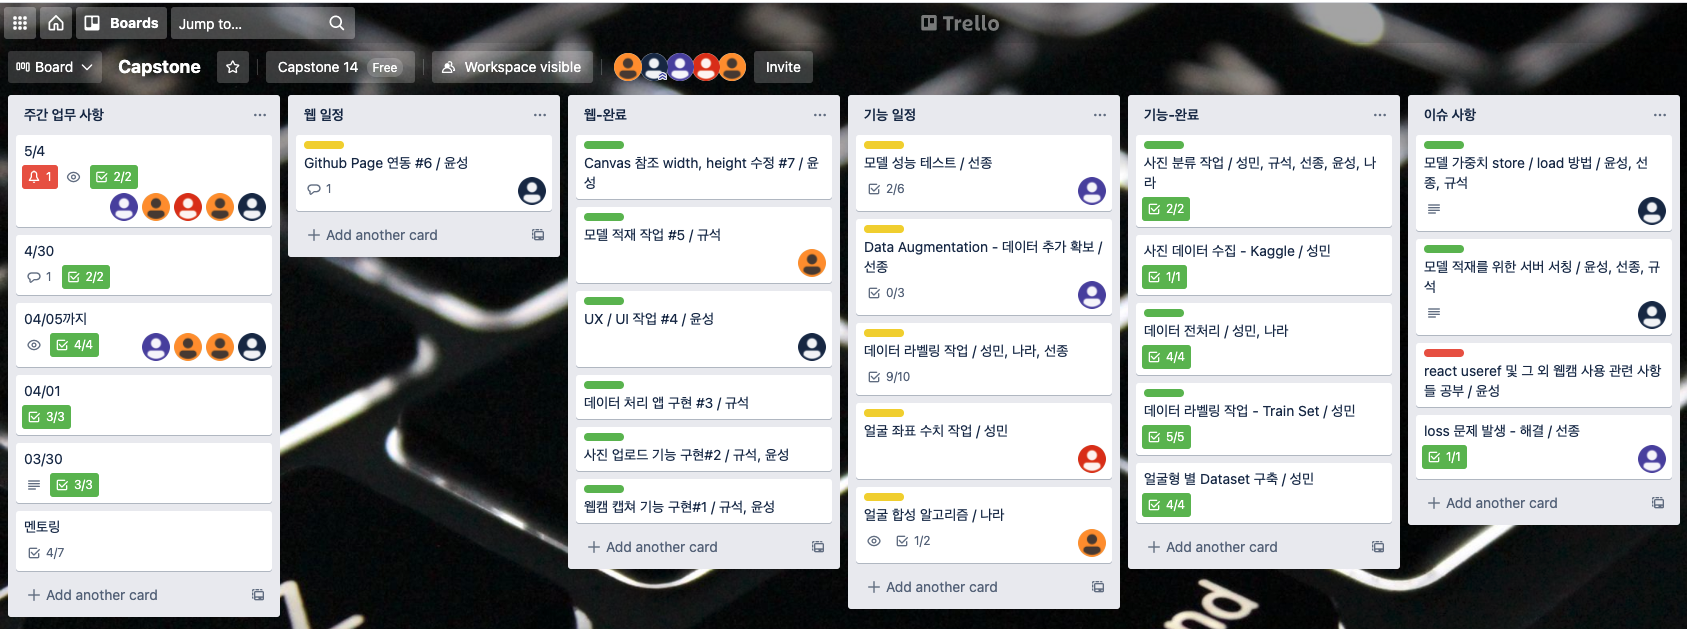 Boards
Jump to...
Trello
Board
Capstone
Capstone 14 Free
Workspace visible
Invite
주간 업무 사항
5/4
1
2/2
4/30
1
2/2
04/05까지
4/4
04/01
3/3
03/30
3/3
멘토링
4/7
Add another card
웹 일정
Github Page 연동 #6 / 윤성
1
Add another card
웹-완료
Canvas 참조 width, height 수정 #7 / 윤
성
모델 적재 작업 #5 / 규석
UX / UI 작업 #4 / 윤성
데이터 처리 앱 구현 #3 / 규석
사진 업로드 기능 구현#2 / 규석, 윤성
웹캠 캡쳐 기능 구현#1 / 규석, 윤성
Add another card
기능 일정
모델 성능 테스트 / 선종
2/6
Data Augmentation - 데이터 추가 확보 /
선종
0/3
데이터 라벨링 작업 / 성민, 나라, 선종
9/10
얼굴 좌표 수치 작업 / 성민
얼굴 합성 알고리즘 / 나라
1/2
Add another card
기능-완료
사진 분류 작업 / 성민, 규석, 선종, 윤성, 나
라
2/2
사진 데이터 수집 - Kaggle / 성민
1/1
데이터 전처리 / 성민, 나라
4/4
데이터 라벨링 작업 - Train Set / 성민
5/5
얼굴형 별 Dataset 구축 / 성민
4/4
Add another card
이슈 사항
모델 가중치 store / load 방법 / 윤성, 선
종, 규석
모델 적재를 위한 서버 서칭 / 윤성, 선종, 규
석
react useref 및 그 외 웹캠 사용 관련 사항
들 공부 / 윤성
loss 문제 발생 - 해결 / 선종
1/1
Add another card
nd